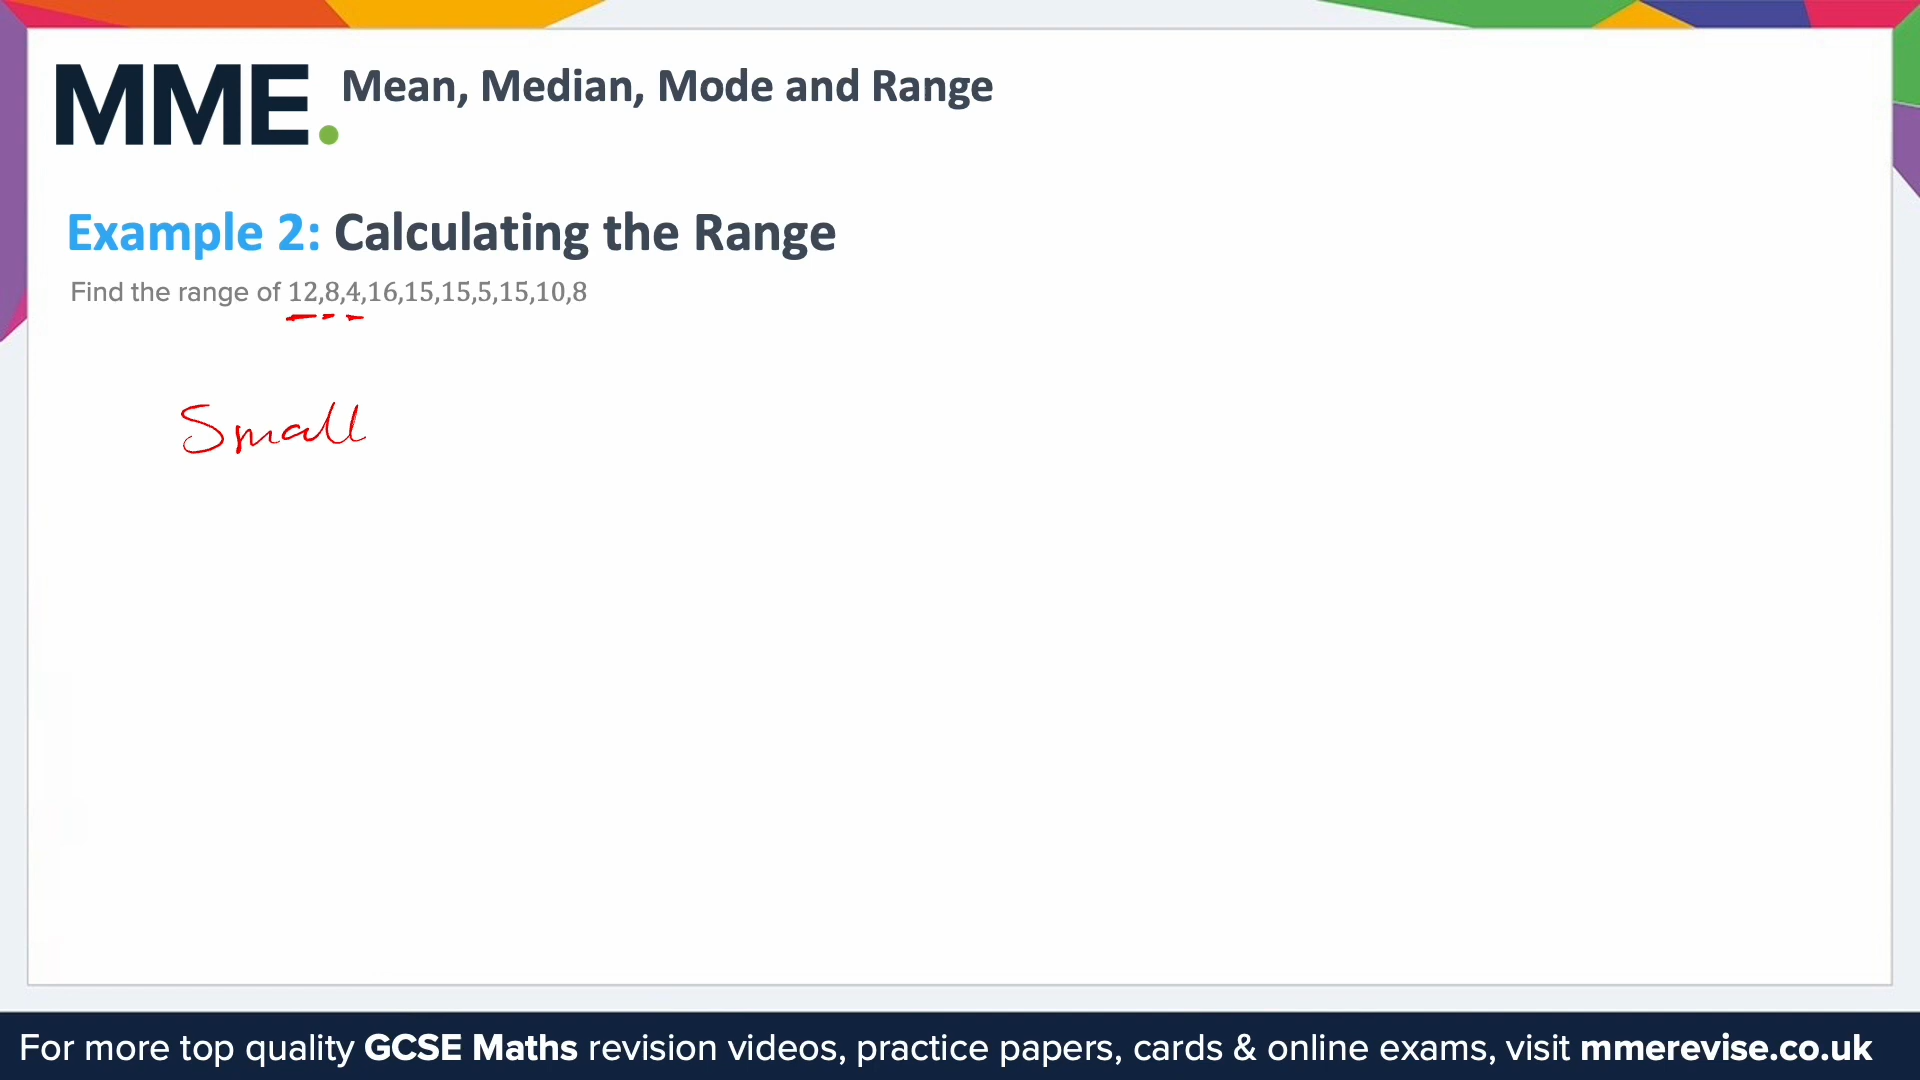 MME.
Mean, Median, Mode and Range
Example 2: Calculating the Range
Find the range of 12,8,4,16,15,15,5,15,10,8
Small
For more top quality GCSE Maths revision videos, practice papers, cards & online exams, visit mmerevise.co.uk